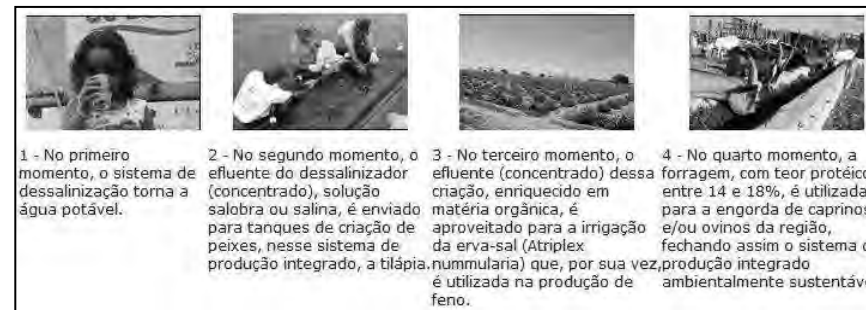 1 - No primeiro
momento, o sistema de
dessalinização torna a
água potável.
2 - No segundo momento, o
efluente do dessalinizador
(concentrado), solução
salobra ou salina, é enviado
para tanques de criação de
peixes, nesse sistema de
produção integrado, a tilápia.
3 - No terceiro momento, o
efluente (concentrado) dessa
criação, enriquecido em
matéria orgânica, é
aproveitado para a irrigação
da erva-sal (Atriplex
nummularia) que, por sua vez,
é utilizada na produção de
feno.
4 - No quarto momento, a
forragem, com teor protéico
entre 14 e 18%, é utilizada
para a engorda de caprinos
e/ou ovinos da região,
fechando assim o sistema
produção integrado
ambientalmente